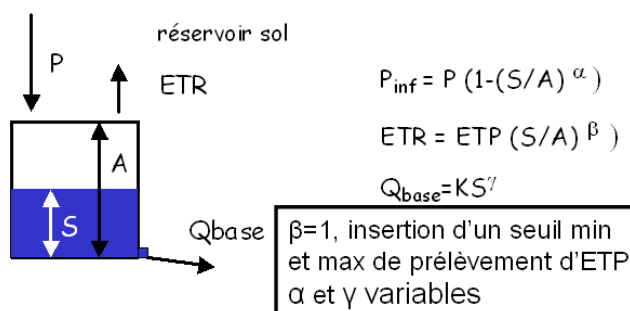 réservoir sol
P
ETR
A
S
Qbase
P_inf = P (1-(S/A) ^α )
ETR = ETP (S/A) ^β )
Q_base=KS^γ
β=1, insertion d'un seuil min
et max de prélèvement d'ETP
α et γ variables